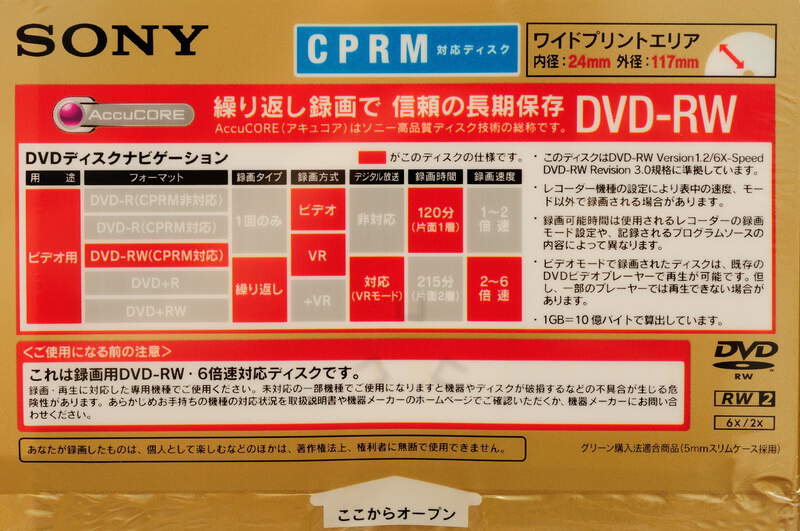 SONY
CPRM 対応ディスク
ワイドプリントエリア
内径:24mm 外径:117mm
AccuCORE
繰り返し録画で 信頼の長期保存 DVD-RW
AccuCORE(アキュコア)はソニー高品質ディスク技術の総称です。
DVDディスクナビゲーション
がこのディスクの仕様です。
用 途 フォーマット 録画タイプ 録画方式 デジタル放送 録画時間 録画速度
ビデオ用
DVD-R(CPRM非対応)
DVD-R(CPRM対応)
DVD-RW(CPRM対応)
DVD+R
DVD+RW
1回のみ
繰り返し
ビデオ
VR
+VR
非対応
対応
(VRモード)
120分
(片面1層)
215分
(片面2層)
1~2
倍速
2~6
倍速
・このディスクはDVD-RW Version1.2/6X-Speed
DVD-RW Revision 3.0規格に準拠しています。
・レコーダー機種の設定により表中の速度、モー
ド以外で録画される場合があります。
・録画可能時間は使用されるレコーダーの録画
モード設定や、記録されるプログラムソースの
内容によって異なります。
・ビデオモードで録画されたディスクは、既存の
DVDビデオプレーヤーで再生が可能です。但
し、一部のプレーヤーでは再生できない場合が
あります。
・1GB=10億バイトで算出しています。
<ご使用になる前の注意>
これは録画用DVD-RW・6倍速対応ディスクです。
録画・再生に対応した専用機種でご使用ください。未対応の一部機種でご使用になりますと機器やディスクが破損するなどの不具合が生じる危
険性があります。あらかじめお手持ちの機種の対応状況を取扱説明書や機器メーカーのホームページでご確認いただくか、機器メーカーにお問い合
わせください。
DVD
RW
RW 2
6x/2x
あなたが録画したものは、個人として楽しむなどのほかは、著作権法上、権利者に無断で使用できません。
グリーン購入法適合商品(5mmスリムケース採用)
ここからオープン